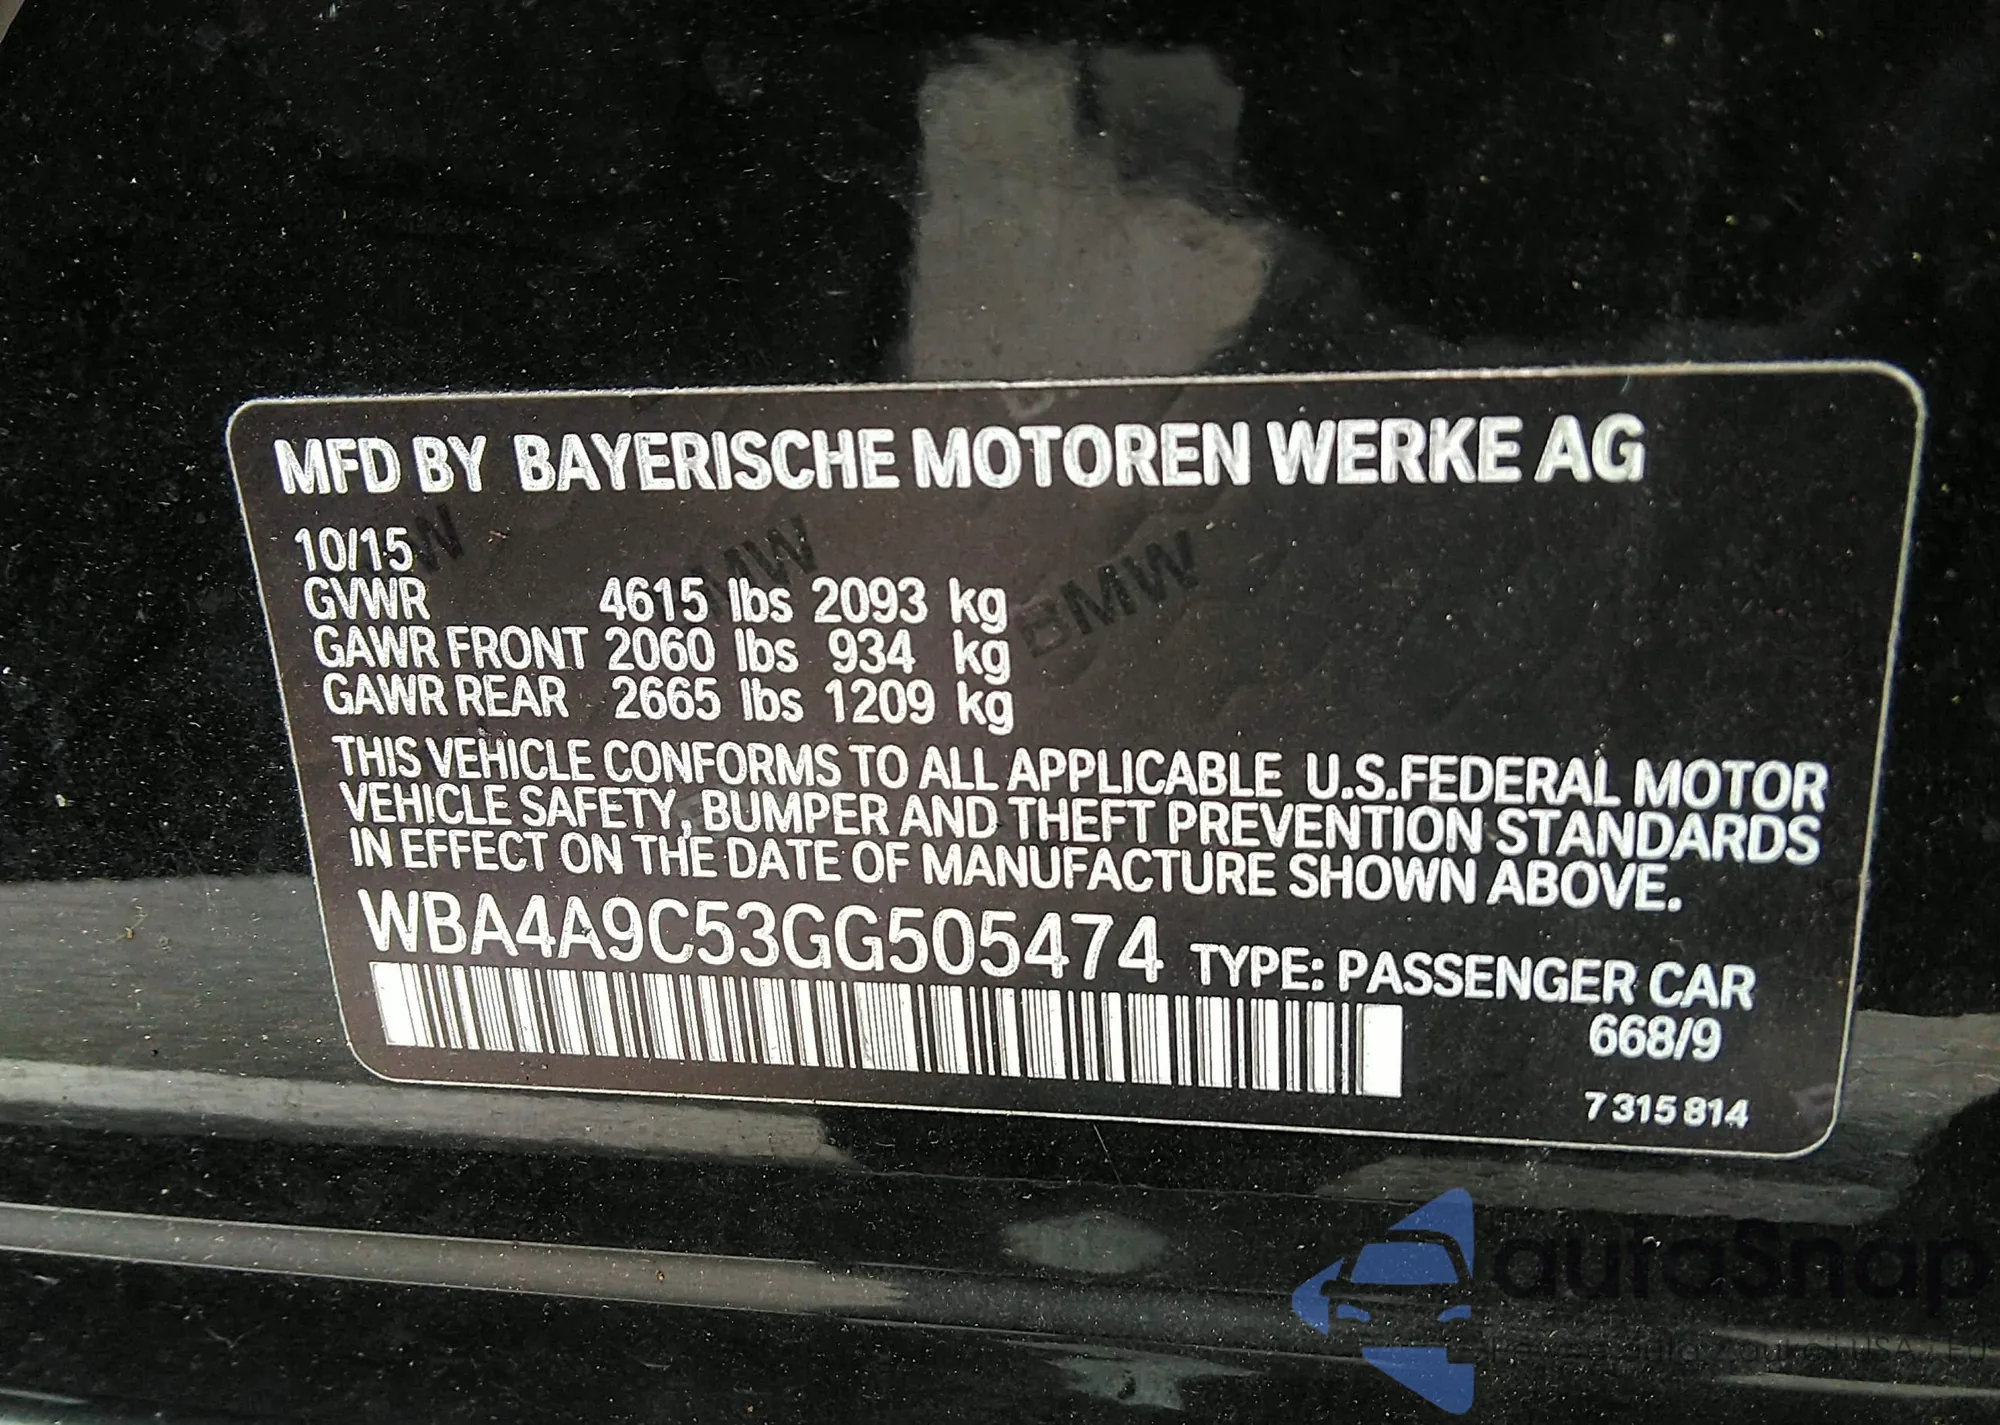 MFD BY BAYERISCHE MOTOREN WERKE AG
10/15
GVWR 4615 lbs 2093 kg
GAWR FRONT 2060 lbs 934 kg
GAWR REAR 2665 lbs 1209 kg
THIS VEHICLE CONFORMS TO ALL APPLICABLE U.S.FEDERAL MOTOR
VEHICLE SAFETY, BUMPER AND THEFT PREVENTION STANDARDS
IN EFFECT ON THE DATE OF MANUFACTURE SHOWN ABOVE.
WBA4A9C53GG505474 TYPE: PASSENGER CAR
668/9
7 315 814
BMW
BMW
auraSnap